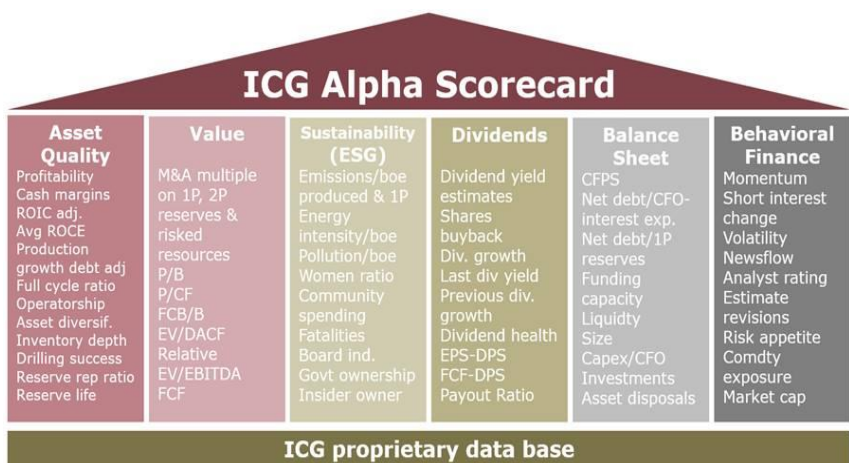 ICG Alpha Scorecard
Asset
Quality
Profitability
Cash margins
ROIC adj.
Avg ROCE
Production
growth debt adj
Full cycle ratio
Operatorship
Asset diversif.
Inventory depth
Drilling success
Reserve rep ratio
Reserve life
Value
M&A multiple
on 1P, 2P
reserves &
risked
resources
P/B
P/CF
FCB/B
EV/DACF
Relative
EV/EBITDA
FCF
Sustainability
(ESG)
Emissions/boe
produced & 1P
Energy
intensity/boe
Pollution/boe
Women ratio
Community
spending
Fatalities
Board ind.
Govt ownership
Insider owner
Dividends
Dividend yield
estimates
Shares
buyback
Div. growth
Last div yield
Previous div.
growth
Dividend health
EPS-DPS
FCF-DPS
Payout Ratio
Balance
Sheet
CFPS
Net debt/CFO-
interest exp.
Net debt/1P
reserves
Funding
capacity
Liquidty
Size
Capex/CFO
Investments
Asset disposals
Behavioral
Finance
Momentum
Short interest
change
Volatility
Newsflow
Analyst rating
Estimate
revisions
Risk appetite
Comdty
exposure
Market cap
ICG proprietary data base